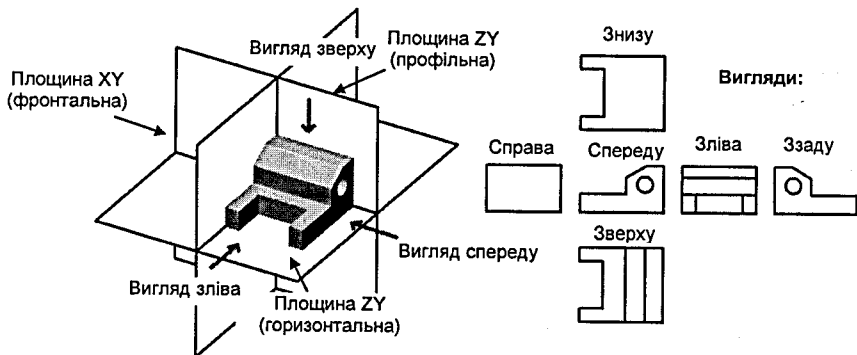 Площина XY
(фронтальна)
Вигляд зверху
Площина ZY
(профільна)
Вигляд зліва
Площина ZY
(горизонтальна)
Вигляд спереду
Знизу
Вигляди:
Справа
Спереду
Зліва
Ззаду
Зверху